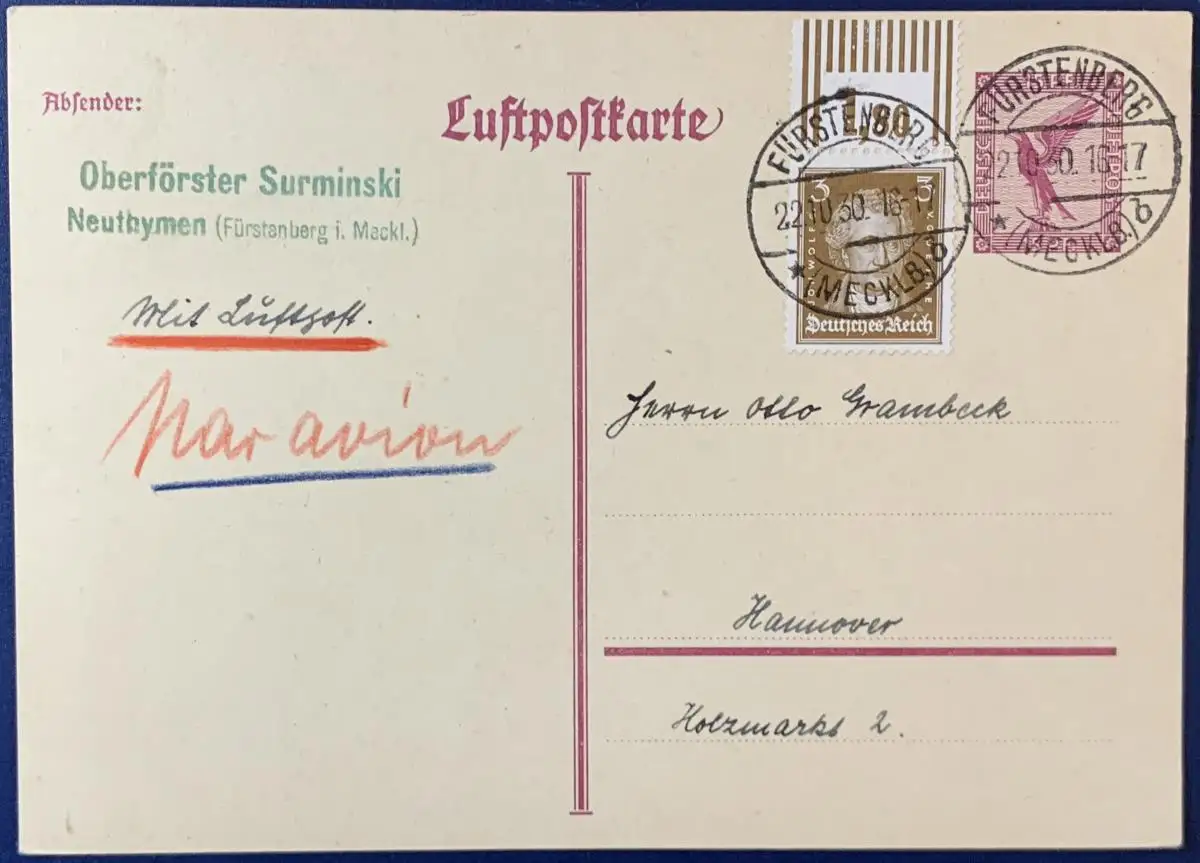 Absender:
Luftpostkarte
Oberförster Surminski
Neuthymen (Fürstenberg i. Meckl.)
Mit Luftpost.
Par avion
1,80
3 3
Deutsches Reich
FÜRSTENBERG
22.10.30.16-17
* (MECKLB.) b
FÜRSTENBERG
22.10.30.16-17
* (MECKLB.) b
Herrn Otto Grambeck
Hannover
Holzmarkt 2.